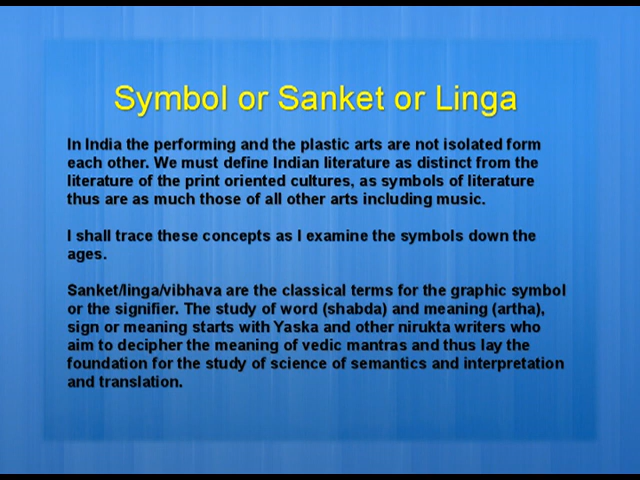 Symbol or Sanket or Linga
In India the performing and the plastic arts are not isolated form
each other. We must define Indian literature as distinct from the
literature of the print oriented cultures, as symbols of literature
thus are as much those of all other arts including music.
I shall trace these concepts as I examine the symbols down the
ages.
Sanket/linga/vibhava are the classical terms for the graphic symbol
or the signifier. The study of word (shabda) and meaning (artha),
sign or meaning starts with Yaska and other nirukta writers who
aim to decipher the meaning of vedic mantras and thus lay the
foundation for the study of science of semantics and interpretation
and translation.